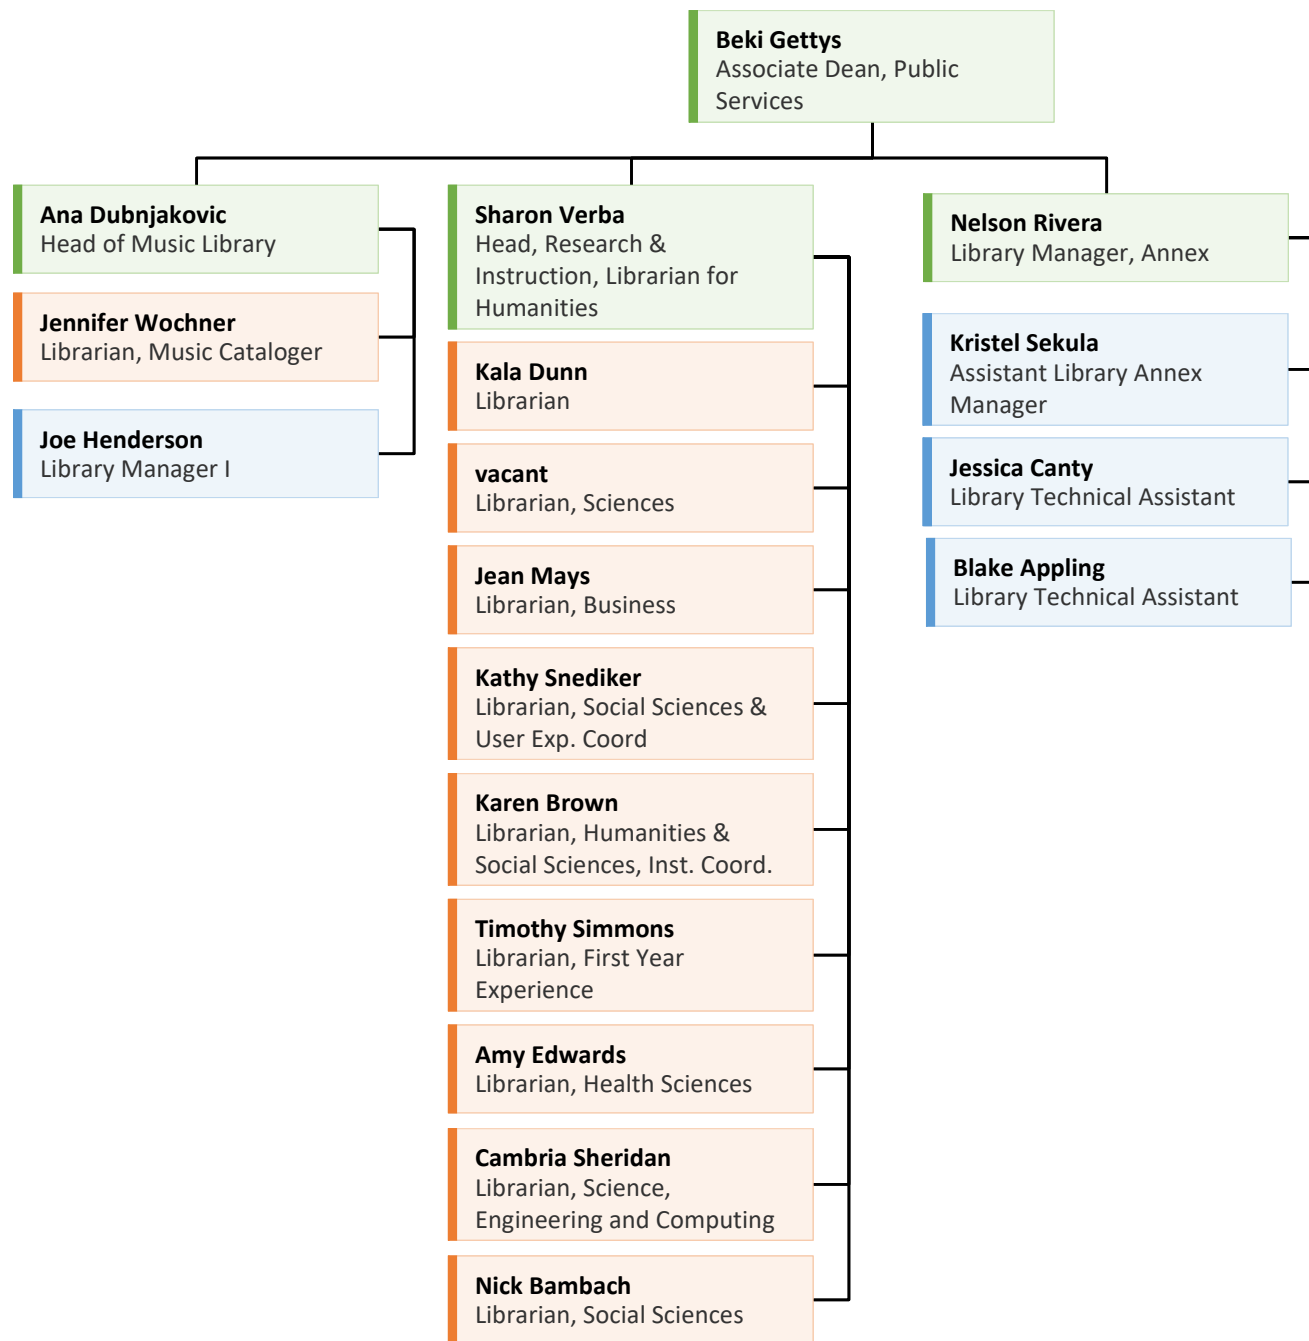 Beki Gettys
Associate Dean, Public
Services
Ana Dubnjakovic
Head of Music Library
Jennifer Wochner
Librarian, Music Cataloger
Joe Henderson
Library Manager I
Sharon Verba
Head, Research &
Instruction, Librarian for
Humanities
Kala Dunn
Librarian
vacant
Librarian, Sciences
Jean Mays
Librarian, Business
Kathy Snediker
Librarian, Social Sciences &
User Exp. Coord
Karen Brown
Librarian, Humanities &
Social Sciences, Inst. Coord.
Timothy Simmons
Librarian, First Year
Experience
Amy Edwards
Librarian, Health Sciences
Cambria Sheridan
Librarian, Science,
Engineering and Computing
Nick Bambach
Librarian, Social Sciences
Nelson Rivera
Library Manager, Annex
Kristel Sekula
Assistant Library Annex
Manager
Jessica Canty
Library Technical Assistant
Blake Appling
Library Technical Assistant